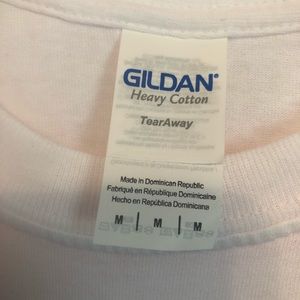 GILDAN®
Heavy Cotton
TearAway
Made in Dominican Republic
Fabriqué en République Dominicaine
Hecho en República Dominicana
M | M | M